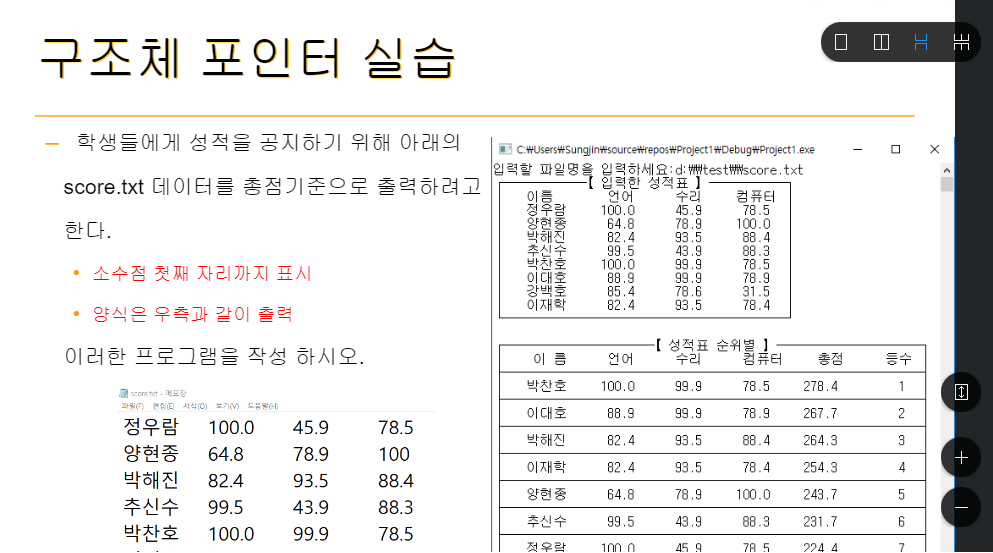 구조체 포인터 실습
– 학생들에게 성적을 공지하기 위해 아래의
score.txt 데이터를 총점기준으로 출력하려고
한다.
• 소수점 첫째 자리까지 표시
• 양식은 우측과 같이 출력
이러한 프로그램을 작성 하시오.
score.txt - 메모장
파일(F) 편집(E) 서식(O) 보기(V) 도움말(H)
정우람 100.0 45.9 78.5
양현종 64.8 78.9 100
박해진 82.4 93.5 88.4
추신수 99.5 43.9 88.3
박찬호 100.0 99.9 78.5
C:₩Users₩Sungjin₩source₩repos₩Project1₩Debug₩Project1.exe
입력할 파일명을 입력하세요:d:₩₩test₩₩score.txt
【 입력한 성적표 】
이름 언어 수리 컴퓨터
정우람 100.0 45.9 78.5
양현종 64.8 78.9 100.0
박해진 82.4 93.5 88.4
추신수 99.5 43.9 88.3
박찬호 100.0 99.9 78.5
이대호 88.9 99.9 78.9
강백호 85.4 78.6 31.5
이재학 82.4 93.5 78.4
【 성적표 순위별 】
이 름 언어 수리 컴퓨터 총점 등수
박찬호 100.0 99.9 78.5 278.4 1
이대호 88.9 99.9 78.9 267.7 2
박해진 82.4 93.5 88.4 264.3 3
이재학 82.4 93.5 78.4 254.3 4
양현종 64.8 78.9 100.0 243.7 5
추신수 99.5 43.9 88.3 231.7 6
정우람 100.0 45.9 78.5 224.4 7